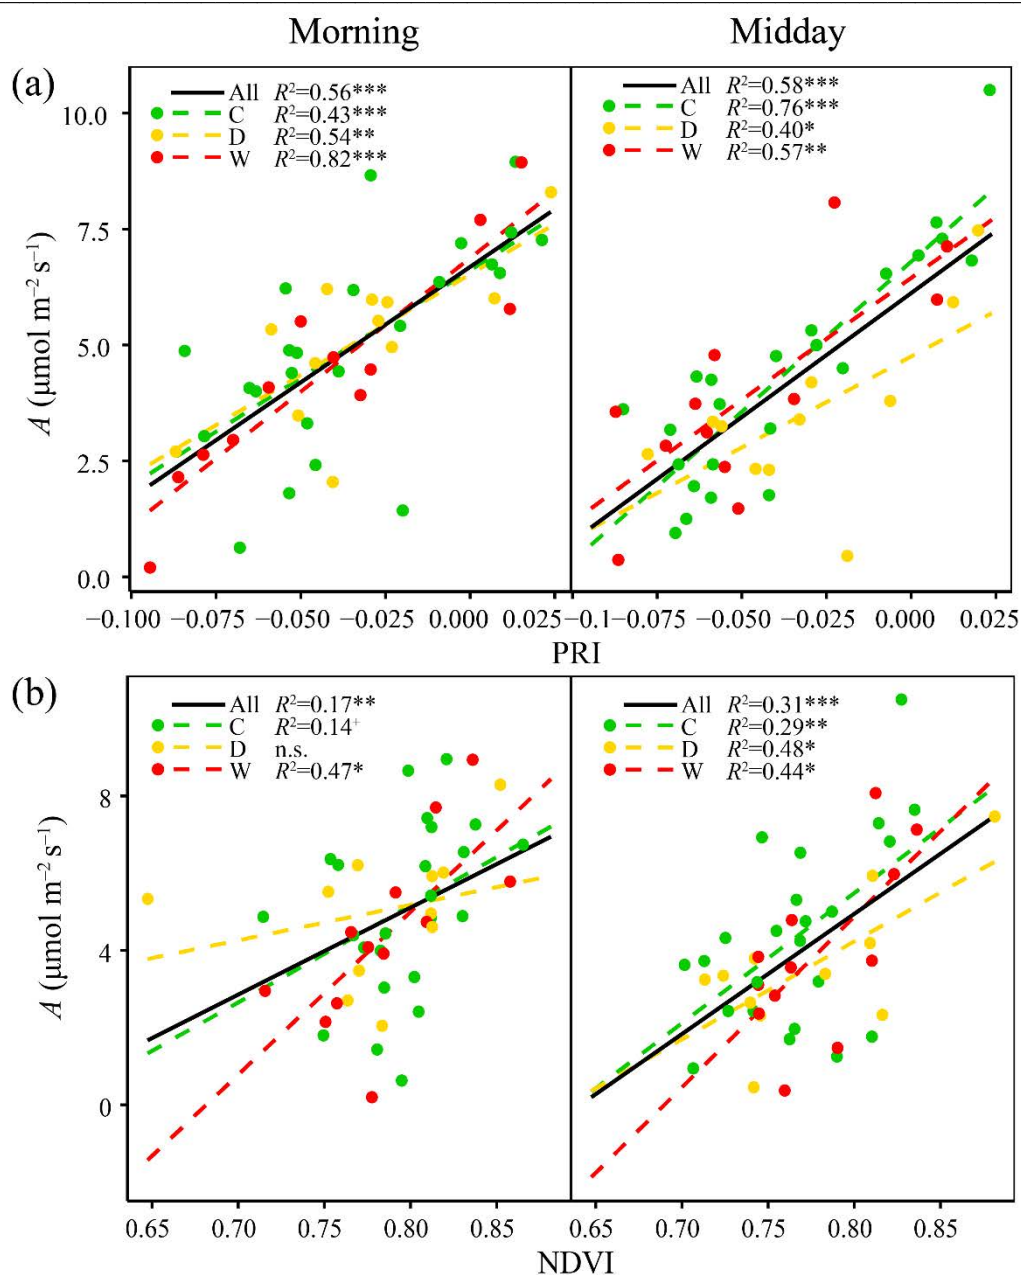 Morning Midday
(a)
All R²=0.56***
C R²=0.43***
D R²=0.54**
W R²=0.82***
All R²=0.58***
C R²=0.76***
D R²=0.40*
W R²=0.57**
10.0
7.5
5.0
2.5
0.0
A (μmol m⁻² s⁻¹)
−0.100 −0.075 −0.050 −0.025 0.000 0.025 −0.1 −0.075 −0.050 −0.025 0.000 0.025
PRI
(b)
All R²=0.17**
C R²=0.14⁺
D n.s.
W R²=0.47*
All R²=0.31***
C R²=0.29**
D R²=0.48*
W R²=0.44*
8
4
0
A (μmol m⁻² s⁻¹)
0.65 0.70 0.75 0.80 0.85 0.65 0.70 0.75 0.80 0.85
NDVI